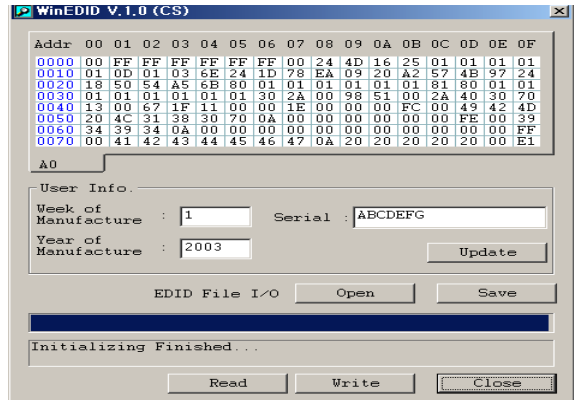 WinEDID V.1.0 (CS)
Addr 00 01 02 03 04 05 06 07 08 09 0A 0B 0C 0D 0E 0F
0000 00 FF FF FF FF FF FF 00 24 4D 16 25 01 01 01 01
0010 01 0D 01 03 6E 24 1D 78 EA 09 20 A2 57 4B 97 24
0020 18 50 54 A5 6B 80 01 01 01 01 01 01 81 80 01 01
0030 01 01 01 01 01 01 30 2A 00 98 51 00 2A 40 30 70
0040 13 00 67 1F 11 00 00 1E 00 00 00 FC 00 49 42 4D
0050 20 4C 31 38 30 70 0A 00 00 00 00 00 00 FE 00 39
0060 34 39 34 0A 00 00 00 00 00 00 00 00 00 00 00 FF
0070 00 41 42 43 44 45 46 47 0A 20 20 20 20 20 00 E1
A0
User Info.
Week of Manufacture : 1
Serial : ABCDEFG
Year of Manufacture : 2003
Update
EDID File I/O Open Save
Initializing Finished...
Read Write Close